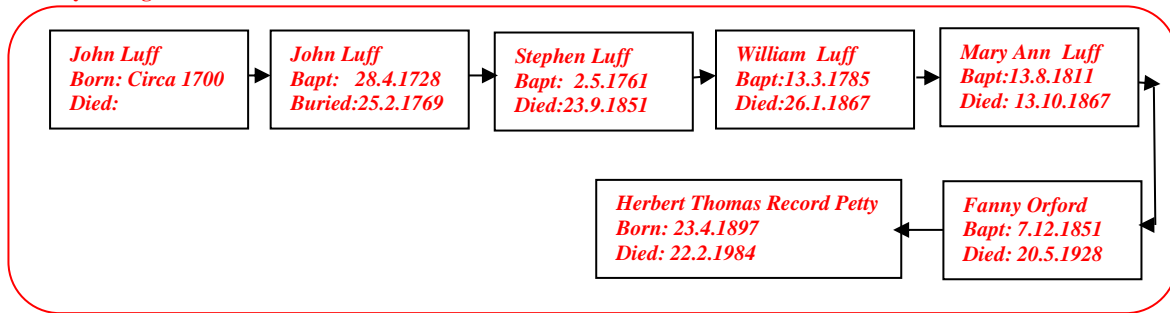 John Luff
Born: Circa 1700
Died:
John Luff
Bapt: 28.4.1728
Buried:25.2.1769
Stephen Luff
Bapt: 2.5.1761
Died:23.9.1851
William Luff
Bapt:13.3.1785
Died:26.1.1867
Mary Ann Luff
Bapt:13.8.1811
Died: 13.10.1867
Fanny Orford
Bapt: 7.12.1851
Died: 20.5.1928
Herbert Thomas Record Petty
Born: 23.4.1897
Died: 22.2.1984